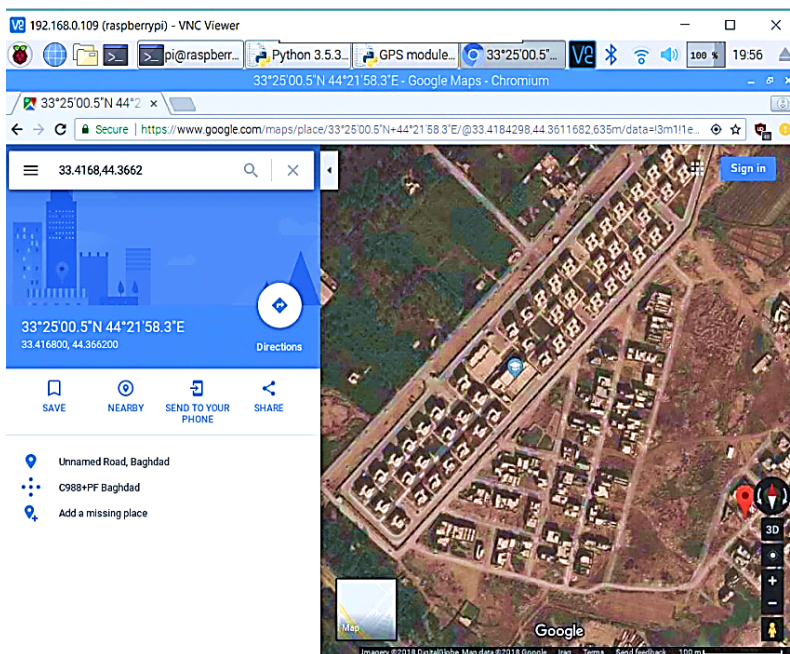 192.168.0.109 (raspberrypi) - VNC Viewer
pi@raspberr... Python 3.5.3... GPS module... 33°25'00.5"... 100 % 19:56
33°25'00.5"N 44°21'58.3"E - Google Maps - Chromium
33°25'00.5"N 44°2
Secure | https://www.google.com/maps/place/33°25'00.5"N+44°21'58.3"E/@33.4184298,44.3611682,635m/data=!3m1!1e...
33.4168,44.3662
Sign in
33°25'00.5"N 44°21'58.3"E
33.416800, 44.366200
Directions
SAVE NEARBY SEND TO YOUR PHONE SHARE
Unnamed Road, Baghdad
C988+PF Baghdad
Add a missing place
3D
+
−
Map
Google
Imagery ©2018 DigitalGlobe, Map data ©2018 Google Iraq Terms Send feedback 100 m